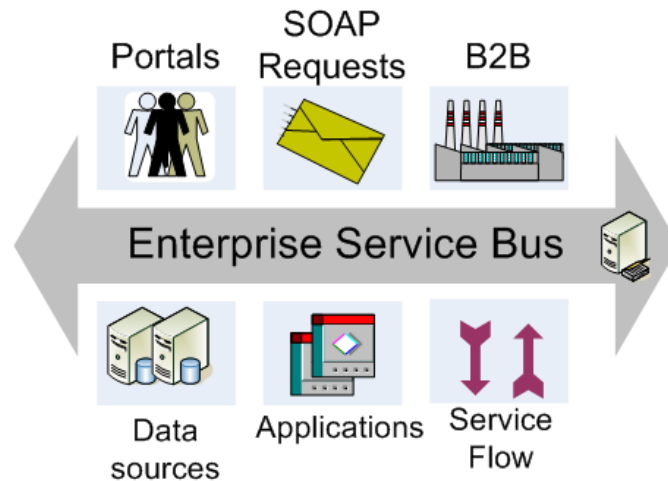 Portals
SOAP
Requests
B2B
Enterprise Service Bus
Data
sources
Applications
Service
Flow